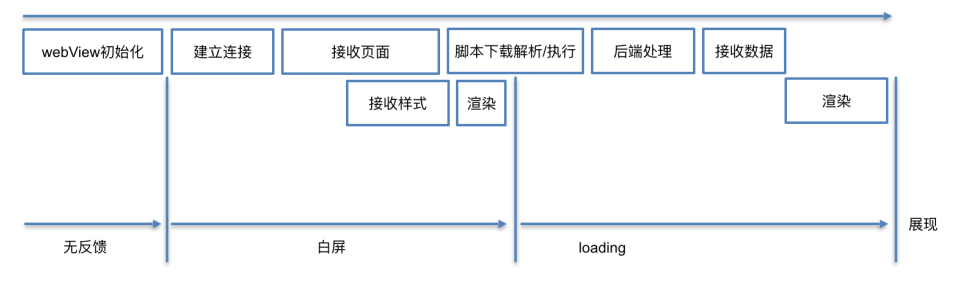 webView初始化
建立连接
接收页面
脚本下载解析/执行
后端处理
接收数据
接收样式
渲染
渲染
无反馈
白屏
loading
展现